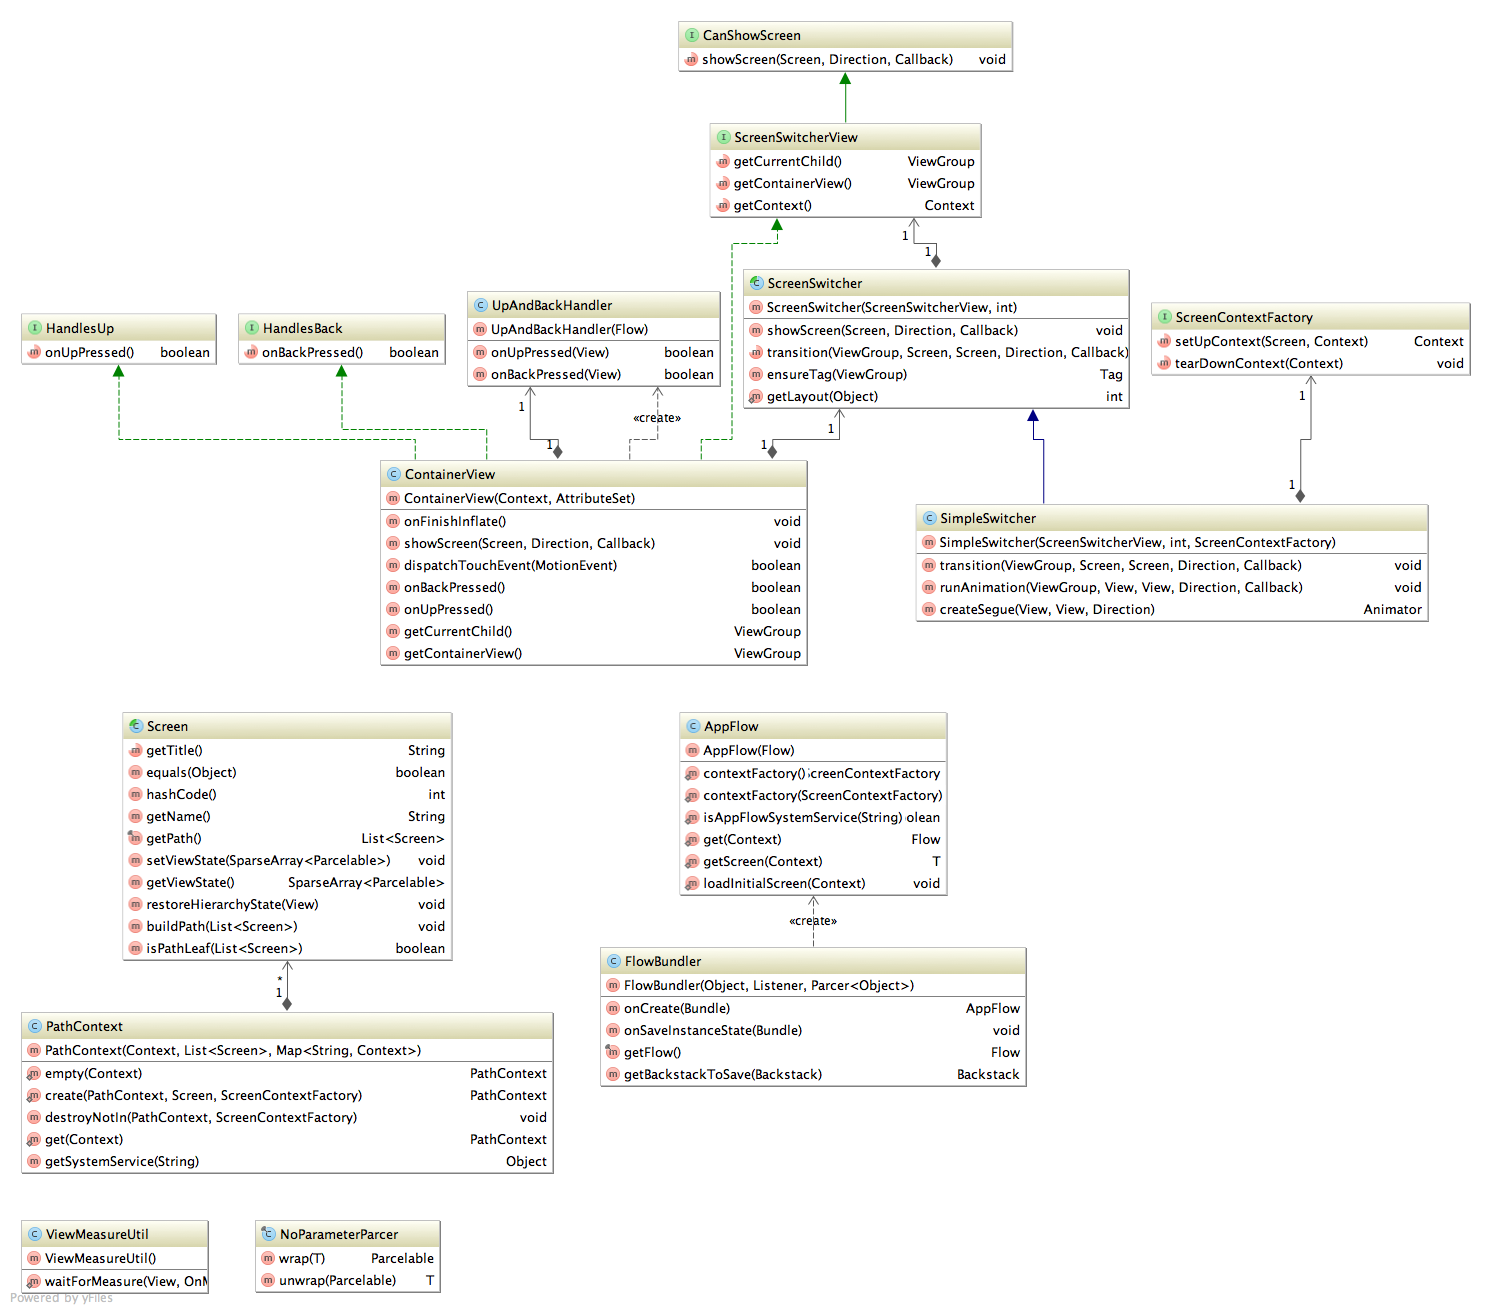 CanShowScreen
showScreen(Screen, Direction, Callback) void
ScreenSwitcherView
getCurrentChild() ViewGroup
getContainerView() ViewGroup
getContext() Context
1
1
HandlesUp
onUpPressed() boolean
HandlesBack
onBackPressed() boolean
UpAndBackHandler
UpAndBackHandler(Flow)
onUpPressed(View) boolean
onBackPressed(View) boolean
ScreenSwitcher
ScreenSwitcher(ScreenSwitcherView, int)
showScreen(Screen, Direction, Callback) void
transition(ViewGroup, Screen, Screen, Direction, Callback)
ensureTag(ViewGroup) Tag
getLayout(Object) int
ScreenContextFactory
setUpContext(Screen, Context) Context
tearDownContext(Context) void
1
«create»
1
1
1
1
1
ContainerView
ContainerView(Context, AttributeSet)
onFinishInflate() void
showScreen(Screen, Direction, Callback) void
dispatchTouchEvent(MotionEvent) boolean
onBackPressed() boolean
onUpPressed() boolean
getCurrentChild() ViewGroup
getContainerView() ViewGroup
SimpleSwitcher
SimpleSwitcher(ScreenSwitcherView, int, ScreenContextFactory)
transition(ViewGroup, Screen, Screen, Direction, Callback) void
runAnimation(ViewGroup, View, View, Direction, Callback) void
createSegue(View, View, Direction) Animator
Screen
getTitle() String
equals(Object) boolean
hashCode() int
getName() String
getPath() List<Screen>
setViewState(SparseArray<Parcelable>) void
getViewState() SparseArray<Parcelable>
restoreHierarchyState(View) void
buildPath(List<Screen>) void
isPathLeaf(List<Screen>) boolean
*
1
AppFlow
AppFlow(Flow)
contextFactory() creenContextFactory
contextFactory(ScreenContextFactory)
isAppFlowSystemService(String) olean
get(Context) Flow
getScreen(Context) T
loadInitialScreen(Context) void
«create»
FlowBundler
FlowBundler(Object, Listener, Parcer<Object>)
onCreate(Bundle) AppFlow
onSaveInstanceState(Bundle) void
getFlow() Flow
getBackstackToSave(Backstack) Backstack
PathContext
PathContext(Context, List<Screen>, Map<String, Context>)
empty(Context) PathContext
create(PathContext, Screen, ScreenContextFactory) PathContext
destroyNotIn(PathContext, ScreenContextFactory) void
get(Context) PathContext
getSystemService(String) Object
ViewMeasureUtil
ViewMeasureUtil()
waitForMeasure(View, OnM
NoParameterParcer
wrap(T) Parcelable
unwrap(Parcelable) T
Powered by yFiles